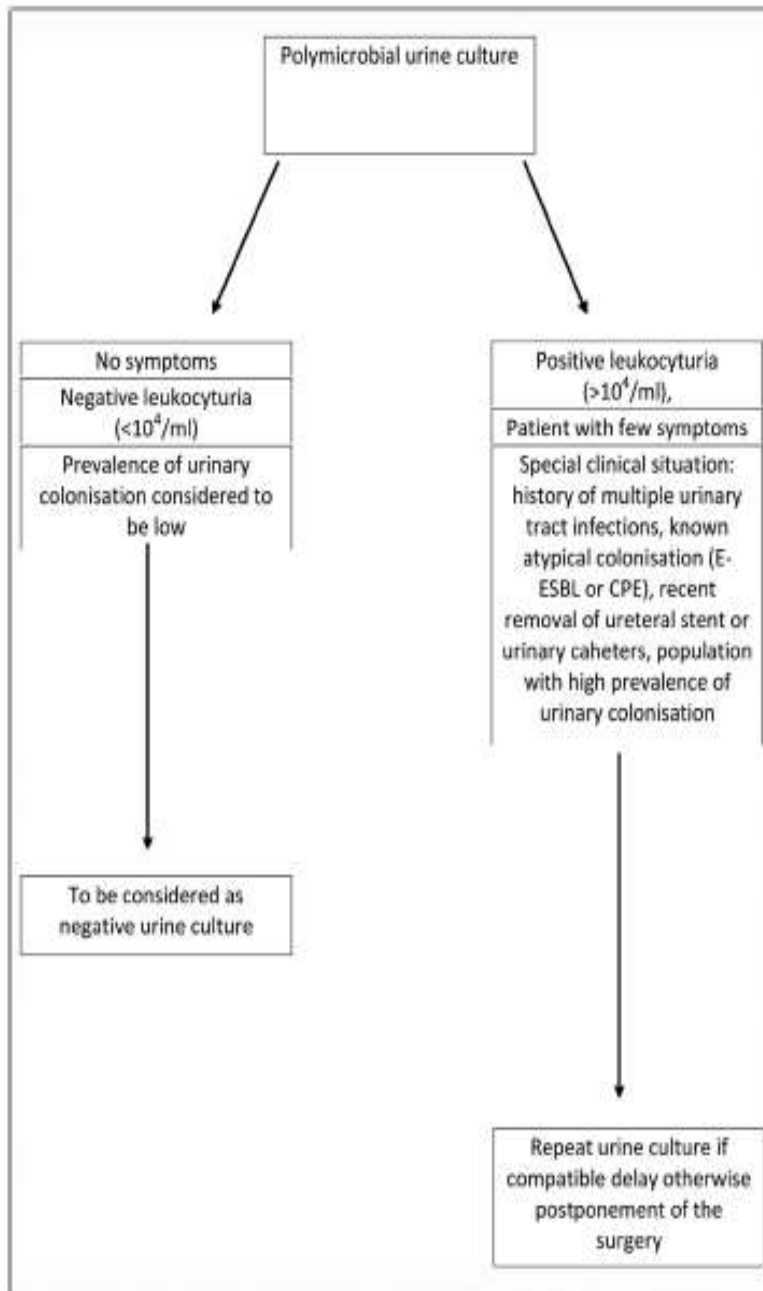 Polymicrobial urine culture
No symptoms
Negative leukocyturia
(<10⁴/ml)
Prevalence of urinary
colonisation considered to
be low
To be considered as
negative urine culture
Positive leukocyturia
(>10⁴/ml),
Patient with few symptoms
Special clinical situation:
history of multiple urinary
tract infections, known
atypical colonisation (E-
ESBL or CPE), recent
removal of ureteral stent or
urinary caheters, population
with high prevalence of
urinary colonisation
Repeat urine culture if
compatible delay otherwise
postponement of the
surgery